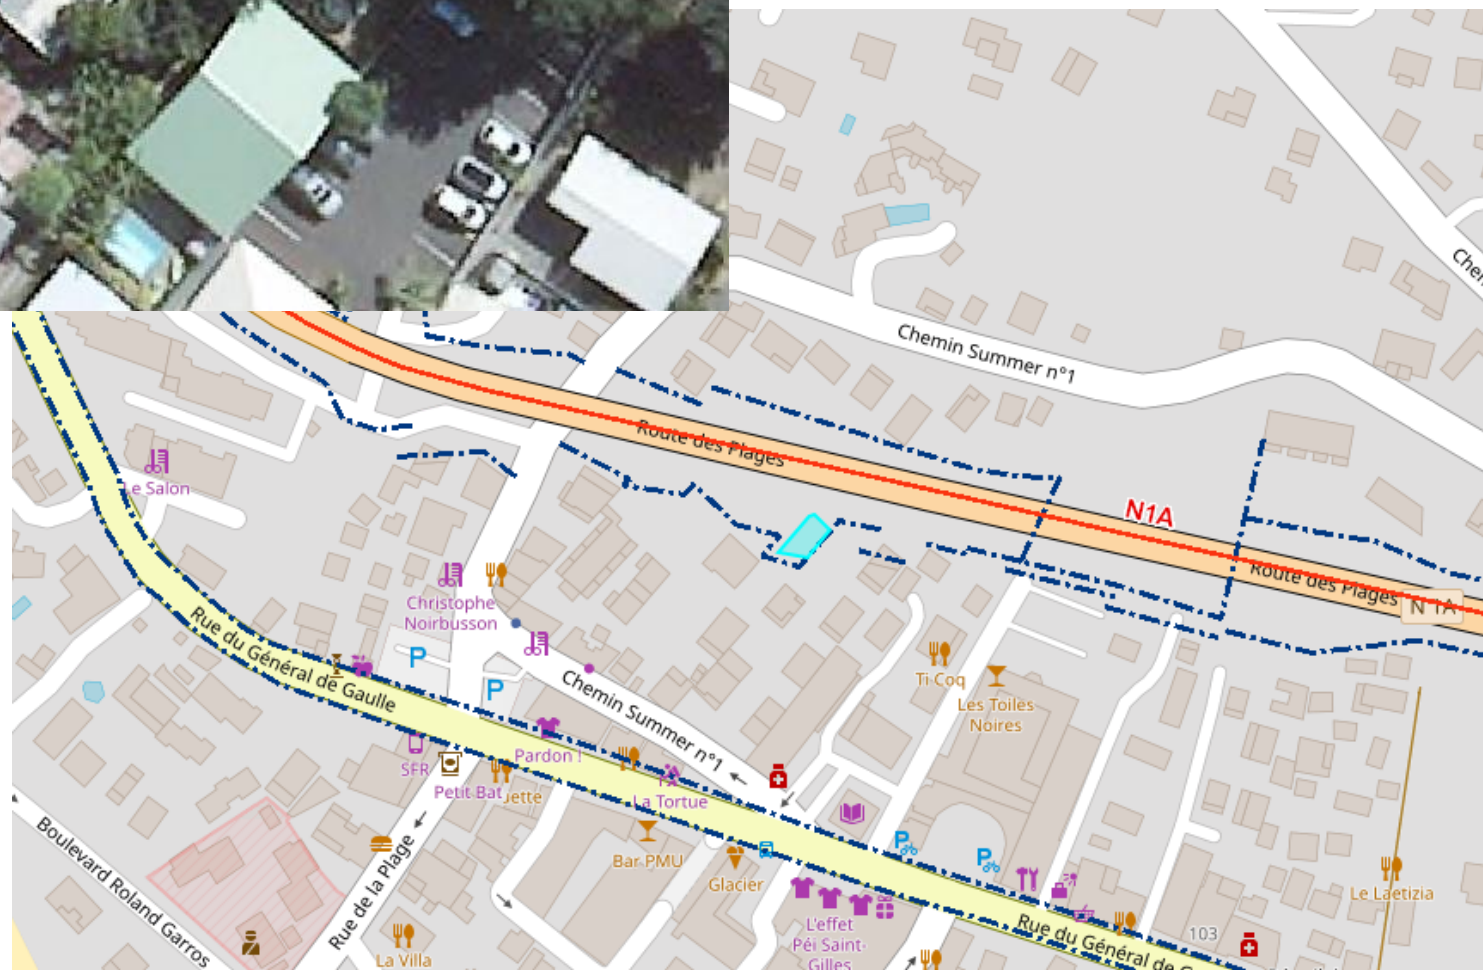 Chemin Summer n°1
Route des Plages
N1A
Route des Plages
N 1A
Le Salon
Christophe
Noirbusson
Rue du Général de Gaulle
P
P
Chemin Summer n°1
Ti Coq
Les Toiles
Noires
Pardon !
SFR
Petit Bat
La Tortue
Bar PMU
Glacier
P
P
Boulevard Roland Garros
Rue de la Plage
La Villa
L'effet
Péi Saint-
Gilles
Le Laetizia
103
Rue du Général de G